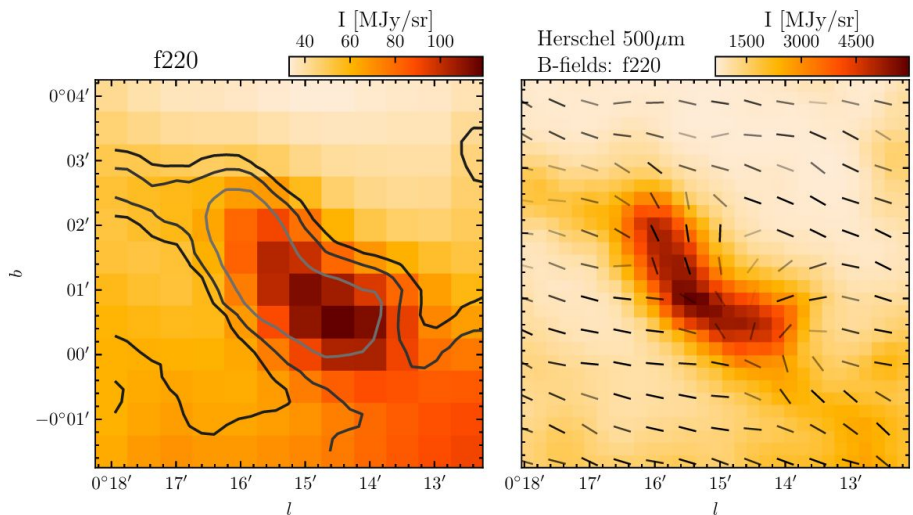 I [MJy/sr]
f220
40 60 80 100
0°04′
03′
02′
01′
00′
−0°01′
b
0°18′ 17′ 16′ 15′ 14′ 13′
l
Herschel 500μm
B-fields: f220
I [MJy/sr]
1500 3000 4500
0°18′ 17′ 16′ 15′ 14′ 13′
l